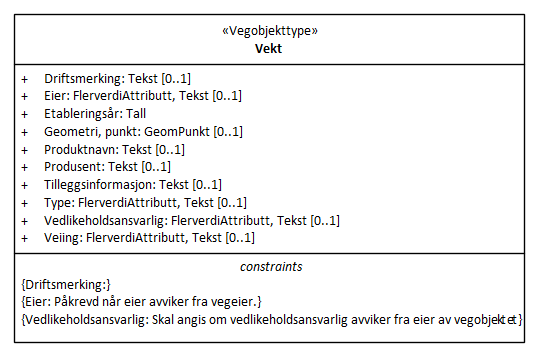 «Vegobjekttype»
Vekt
+ Driftsmerking: Tekst [0..1]
+ Eier: FlerverdiAttributt, Tekst [0..1]
+ Etableringsår: Tall
+ Geometri, punkt: GeomPunkt [0..1]
+ Produktnavn: Tekst [0..1]
+ Produsent: Tekst [0..1]
+ Tilleggsinformasjon: Tekst [0..1]
+ Type: FlerverdiAttributt, Tekst [0..1]
+ Vedlikeholdsansvarlig: FlerverdiAttributt, Tekst [0..1]
+ Veiing: FlerverdiAttributt, Tekst [0..1]
constraints
{Driftsmerking:}
{Eier: Påkrevd når eier avviker fra vegeier.}
{Vedlikeholdsansvarlig: Skal angis om vedlikeholdsansvarlig avviker fra eier av vegobjektet}